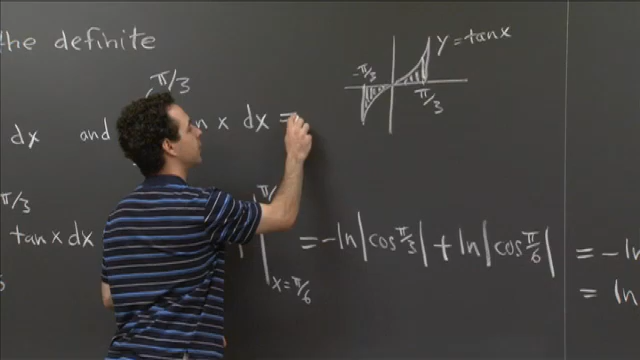 the definite
y = tan x
-π/3
π/3
π/3
dx and n x dx =
π/3
tan x dx
x = π/6
= -ln|cos π/3| + ln|cos π/6|
= -ln
= ln